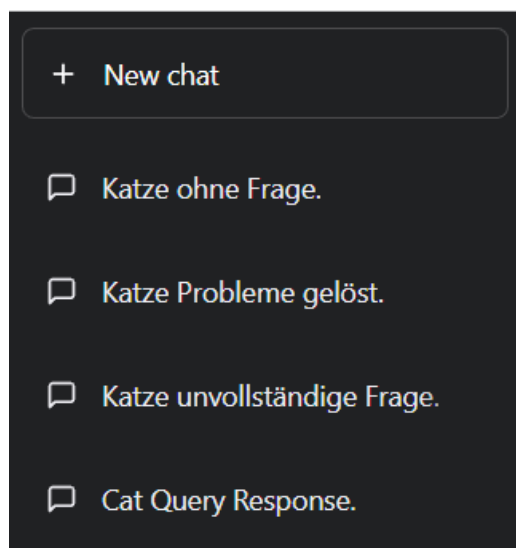 New chat
Katze ohne Frage.
Katze Probleme gelöst.
Katze unvollständige Frage.
Cat Query Response.